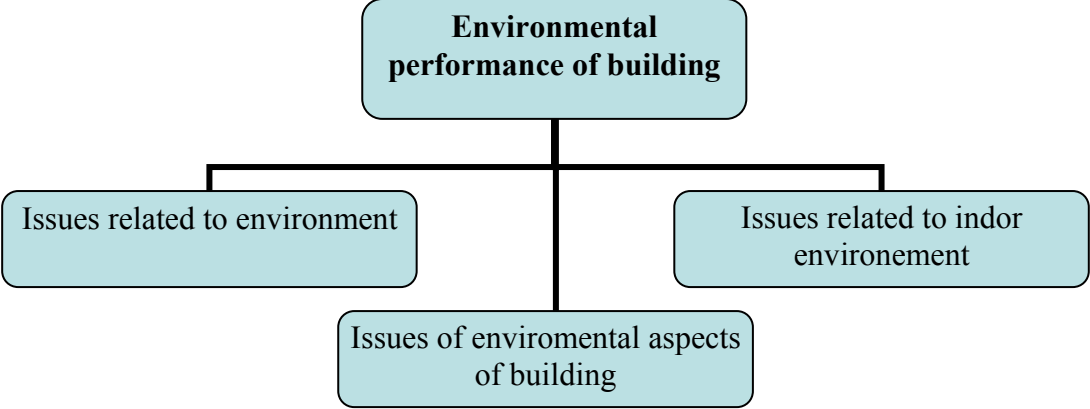 Environmental
performance of building
Issues related to environment
Issues related to indor
environement
Issues of enviromental aspects
of building